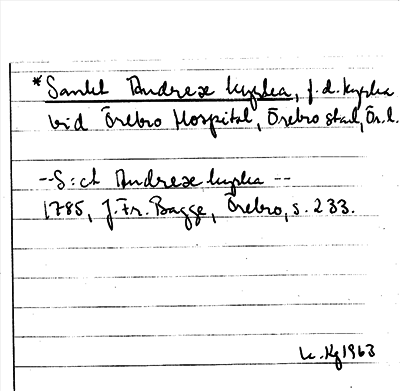 *Sankt Andreæ kyrka, f.d. kyrka
vid Örebro Hospital, Örebro stad, Ör.l.
--S:ct Andreæ kyrka --
1785, J.Fr. Bagge, Örebro, s. 233.
Kg 1963